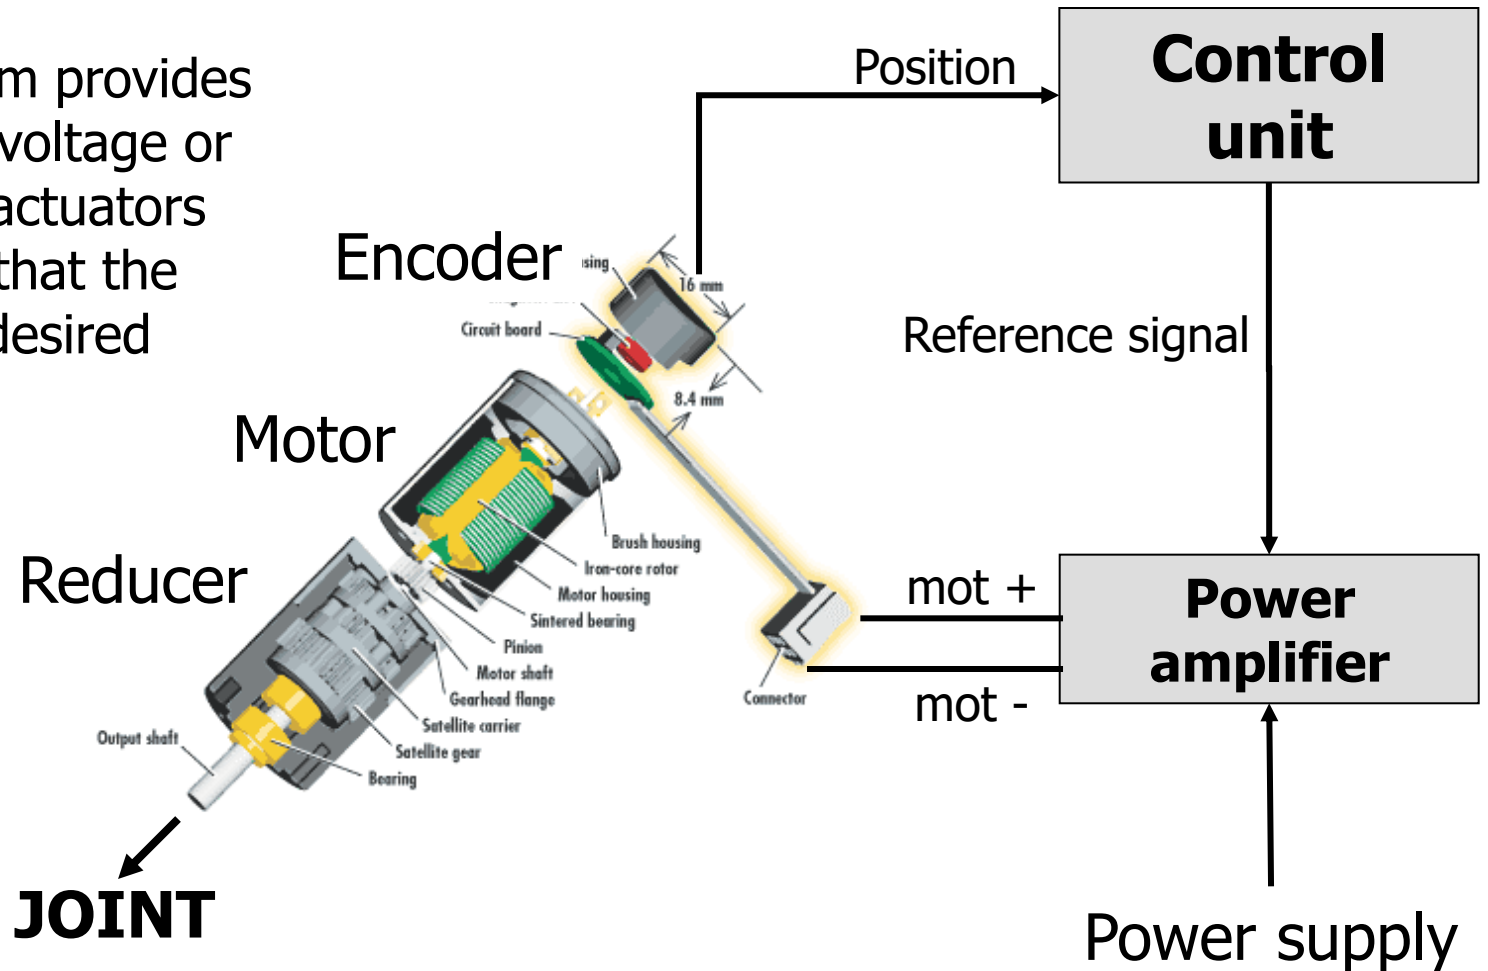 m provides
voltage or
actuators
that the
desired
Position
Control
unit
Encoder
using
16 mm
Circuit board
Reference signal
8.4 mm
Motor
Brush housing
Iron-core rotor
Motor housing
Sintered bearing
Reducer
Pinion
Motor shaft
Gearhead flange
Satellite carrier
Satellite gear
Bearing
Output shaft
Connector
mot +
mot -
Power
amplifier
JOINT
Power supply